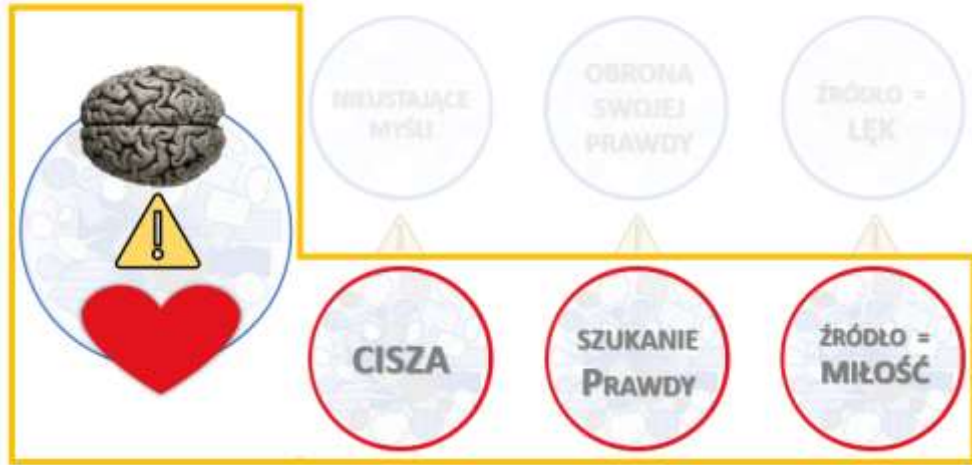 NIEUSTAJĄCE
MYŚLI
OBRONA
SWOJEJ
PRAWDY
ŹRÓDŁO =
LĘK
CISZA
SZUKANIE
PRAWDY
ŹRÓDŁO =
MIŁOŚĆ